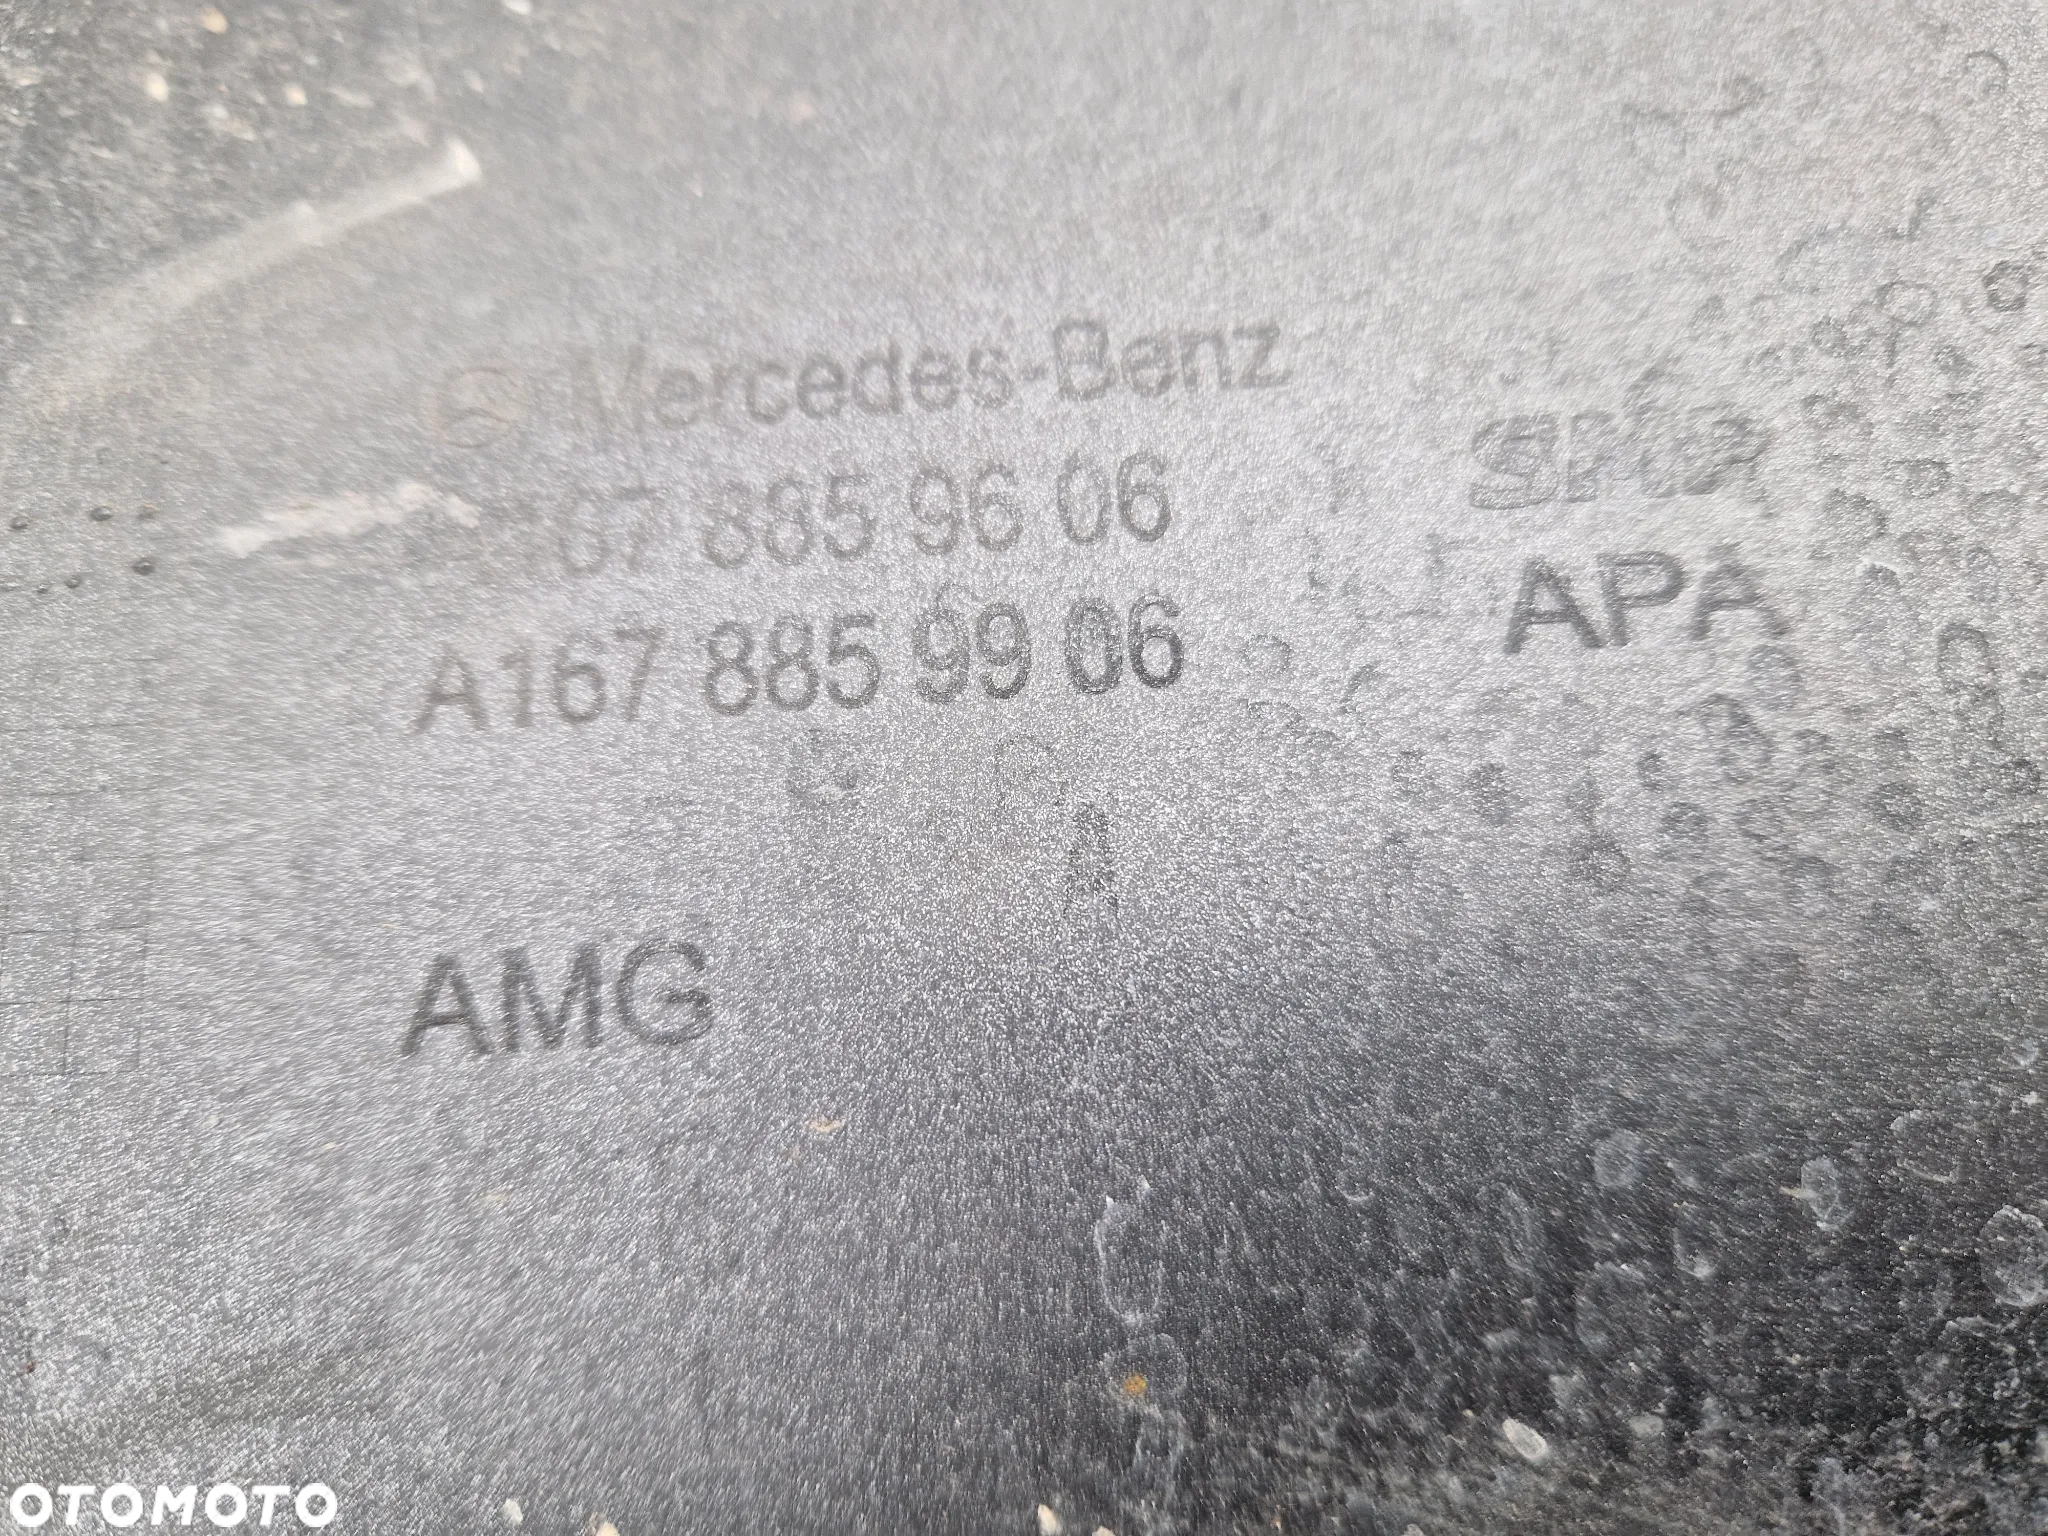 Mercedes-Benz
A167 885 96 06
A167 885 99 06
APA
AMG
OTOMOTO